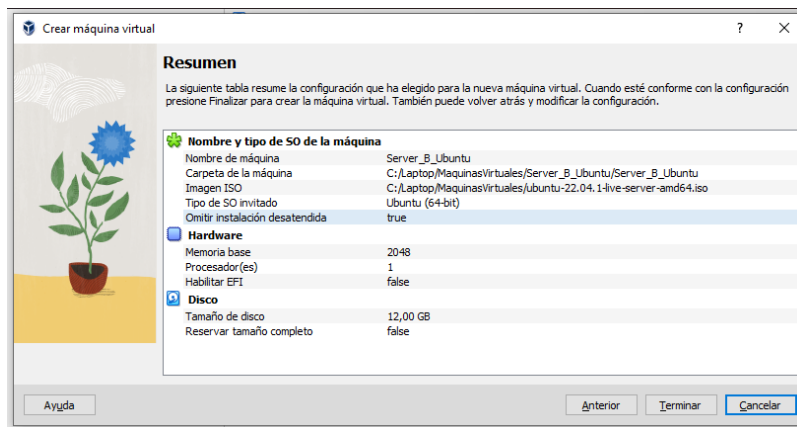 Crear máquina virtual ? ×
Resumen
La siguiente tabla resume la configuración que ha elegido para la nueva máquina virtual. Cuando esté conforme con la configuración
presione Finalizar para crear la máquina virtual. También puede volver atrás y modificar la configuración.
Nombre y tipo de SO de la máquina
Nombre de máquina Server_B_Ubuntu
Carpeta de la máquina C:/Laptop/MaquinasVirtuales/Server_B_Ubuntu/Server_B_Ubuntu
Imagen ISO C:/Laptop/MaquinasVirtuales/ubuntu-22.04.1-live-server-amd64.iso
Tipo de SO invitado Ubuntu (64-bit)
Omitir instalación desatendida true
Hardware
Memoria base 2048
Procesador(es) 1
Habilitar EFI false
Disco
Tamaño de disco 12,00 GB
Reservar tamaño completo false
Ayuda Anterior Terminar Cancelar